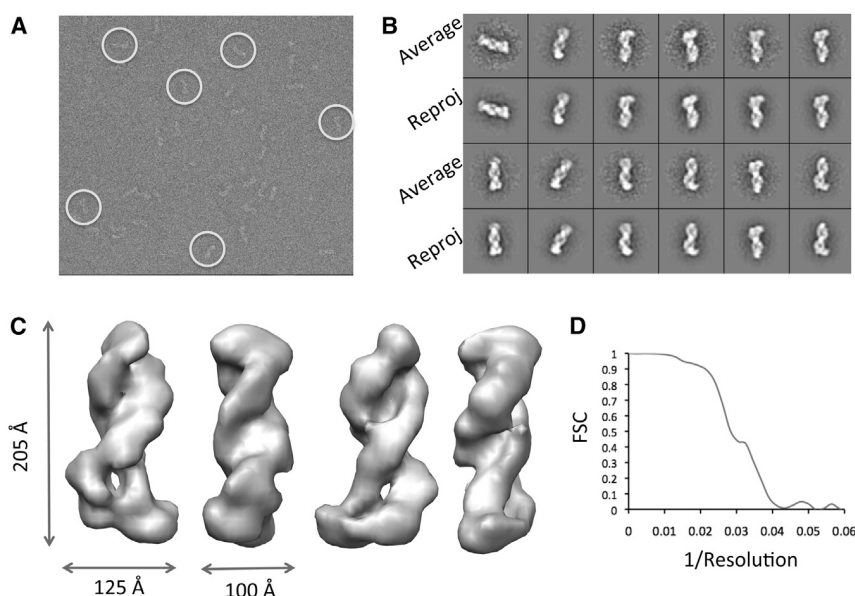 A
B
Average
Reproj
Average
Reproj
C
205 Å
125 Å
100 Å
D
FSC
1
0.9
0.8
0.7
0.6
0.5
0.4
0.3
0.2
0.1
0
0 0.01 0.02 0.03 0.04 0.05 0.06
1/Resolution